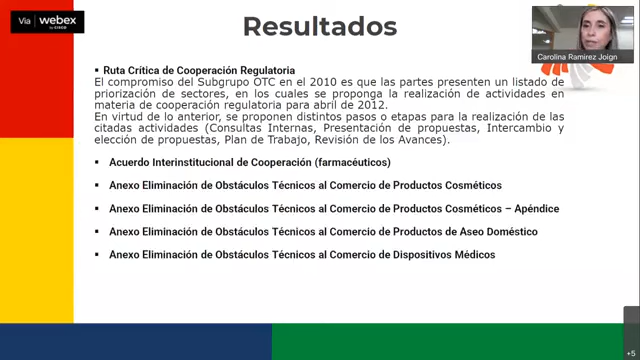 Via webex
by CISCO
Resultados
Carolina Ramirez Joign
▪ Ruta Crítica de Cooperación Regulatoria
El compromiso del Subgrupo OTC en el 2010 es que las partes presenten un listado de
priorización de sectores, en los cuales se proponga la realización de actividades en
materia de cooperación regulatoria para abril de 2012.
En virtud de lo anterior, se proponen distintos pasos o etapas para la realización de las
citadas actividades (Consultas Internas, Presentación de propuestas, Intercambio y
elección de propuestas, Plan de Trabajo, Revisión de los Avances).
▪ Acuerdo Interinstitucional de Cooperación (farmacéuticos)
▪ Anexo Eliminación de Obstáculos Técnicos al Comercio de Productos Cosméticos
▪ Anexo Eliminación de Obstáculos Técnicos al Comercio de Productos Cosméticos – Apéndice
▪ Anexo Eliminación de Obstáculos Técnicos al Comercio de Productos de Aseo Doméstico
▪ Anexo Eliminación de Obstáculos Técnicos al Comercio de Dispositivos Médicos
+5